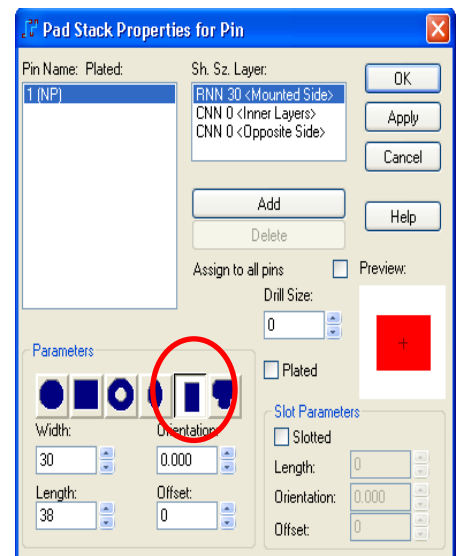 Pad Stack Properties for Pin
Pin Name: Plated:
1 (NP)
Sh. Sz. Layer:
RNN 30 <Mounted Side>
CNN 0 <Inner Layers>
CNN 0 <Opposite Side>
OK
Apply
Cancel
Help
Add
Delete
Assign to all pins
Preview:
Drill Size:
0
Plated
Parameters
Width:
Orientation:
30
0.000
Length:
Offset:
38
0
Slot Parameters
Slotted
Length:
0
Orientation:
0.000
Offset:
0